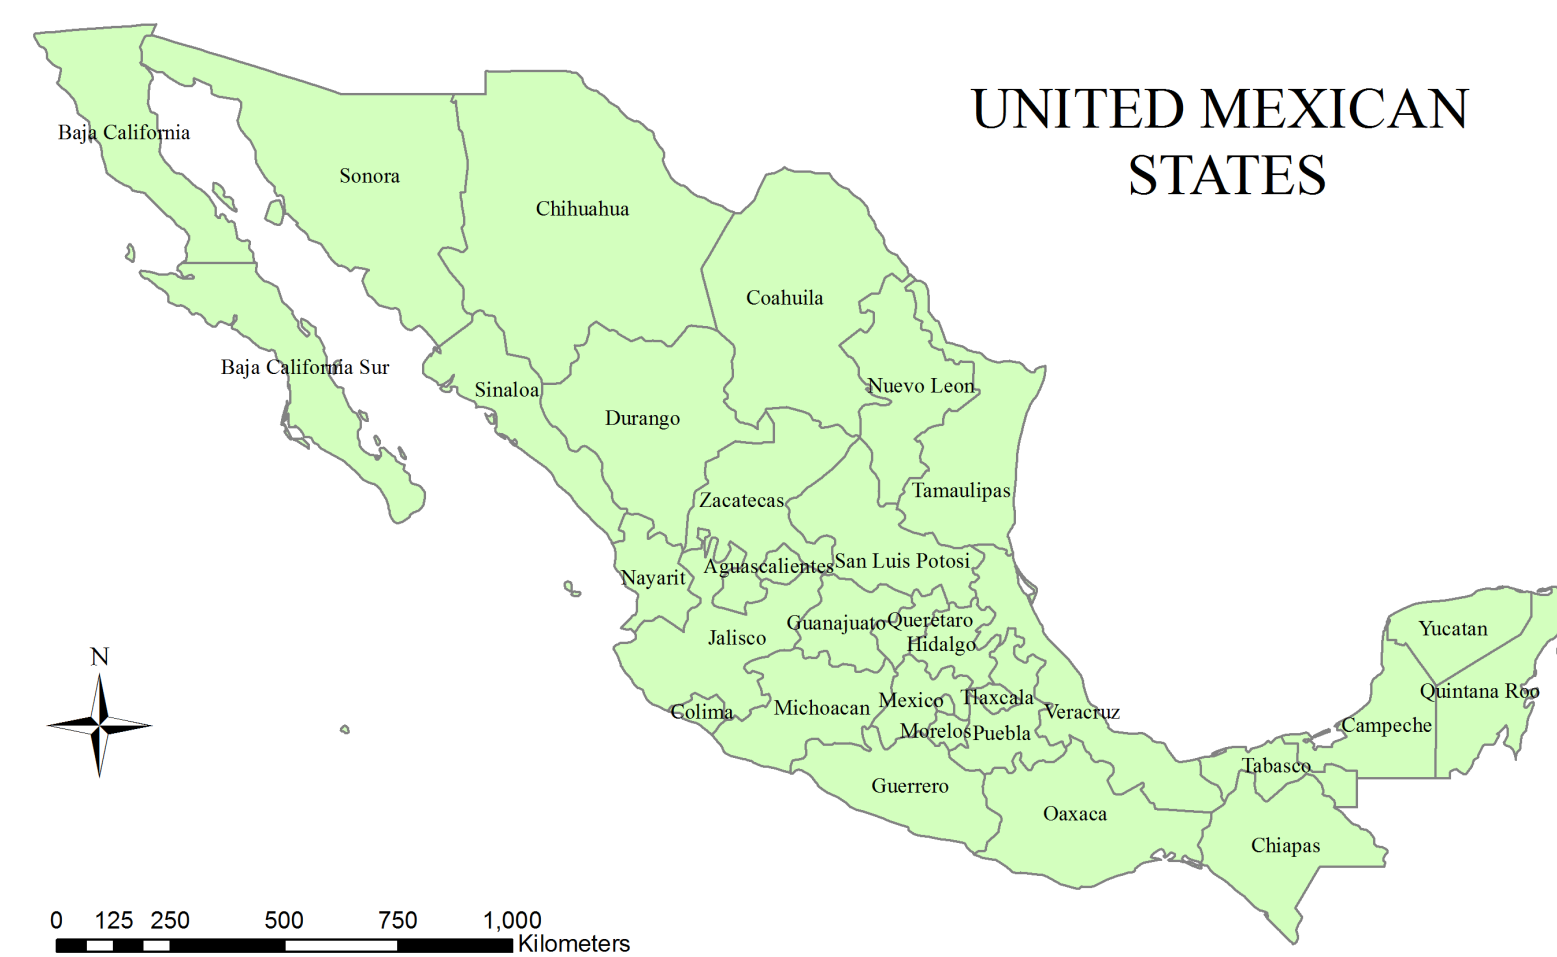 UNITED MEXICAN
STATES
Baja California
Sonora
Chihuahua
Coahuila
Baja California Sur
Sinaloa
Nuevo Leon
Durango
Zacatecas
Tamaulipas
Nayarit
Aguascalientes
San Luis Potosi
Jalisco
Guanajuato
Queretaro
Hidalgo
Yucatan
Quintana Roo
Campeche
Colima
Michoacan
Mexico
Tlaxcala
Veracruz
Morelos
Puebla
Tabasco
Guerrero
Oaxaca
Chiapas
N
0 125 250 500 750 1,000
Kilometers